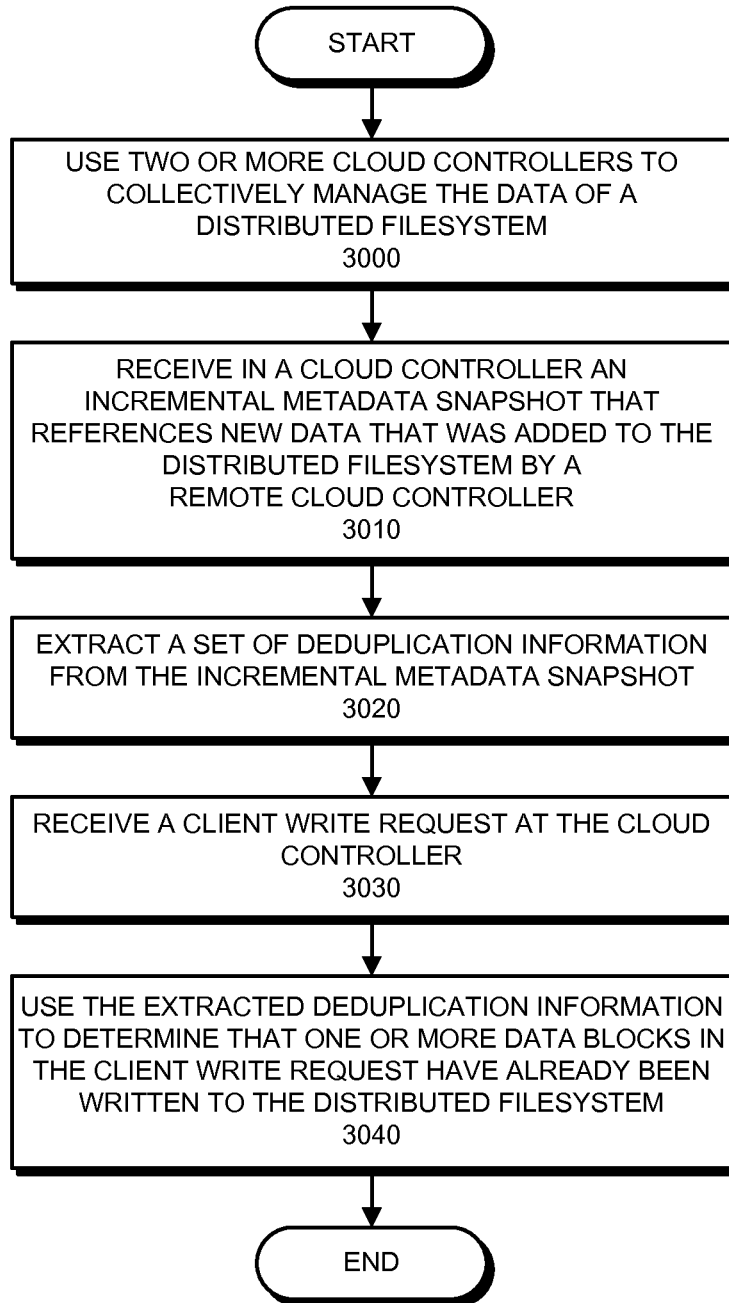 START
USE TWO OR MORE CLOUD CONTROLLERS TO
COLLECTIVELY MANAGE THE DATA OF A
DISTRIBUTED FILESYSTEM
3000
RECEIVE IN A CLOUD CONTROLLER AN
INCREMENTAL METADATA SNAPSHOT THAT
REFERENCES NEW DATA THAT WAS ADDED TO THE
DISTRIBUTED FILESYSTEM BY A
REMOTE CLOUD CONTROLLER
3010
EXTRACT A SET OF DEDUPLICATION INFORMATION
FROM THE INCREMENTAL METADATA SNAPSHOT
3020
RECEIVE A CLIENT WRITE REQUEST AT THE CLOUD
CONTROLLER
3030
USE THE EXTRACTED DEDUPLICATION INFORMATION
TO DETERMINE THAT ONE OR MORE DATA BLOCKS IN
THE CLIENT WRITE REQUEST HAVE ALREADY BEEN
WRITTEN TO THE DISTRIBUTED FILESYSTEM
3040
END